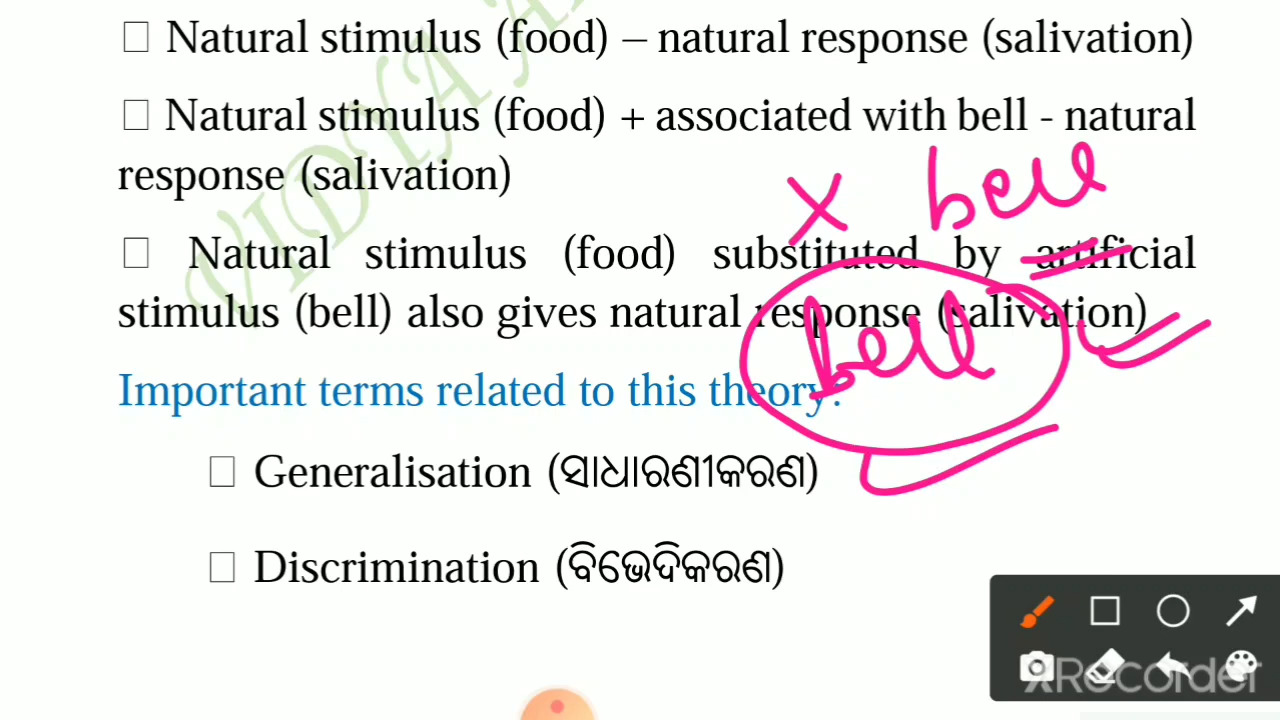 □ Natural stimulus (food) – natural response (salivation)
□ Natural stimulus (food) + associated with bell - natural
response (salivation)
x bell
□ Natural stimulus (food) substituted by artificial
stimulus (bell) also gives natural response (salivation)
bell
Important terms related to this theory:
□ Generalisation (ସାଧାରଣୀକରଣ)
□ Discrimination (ବିଭେଦିକରଣ)
XRecorder